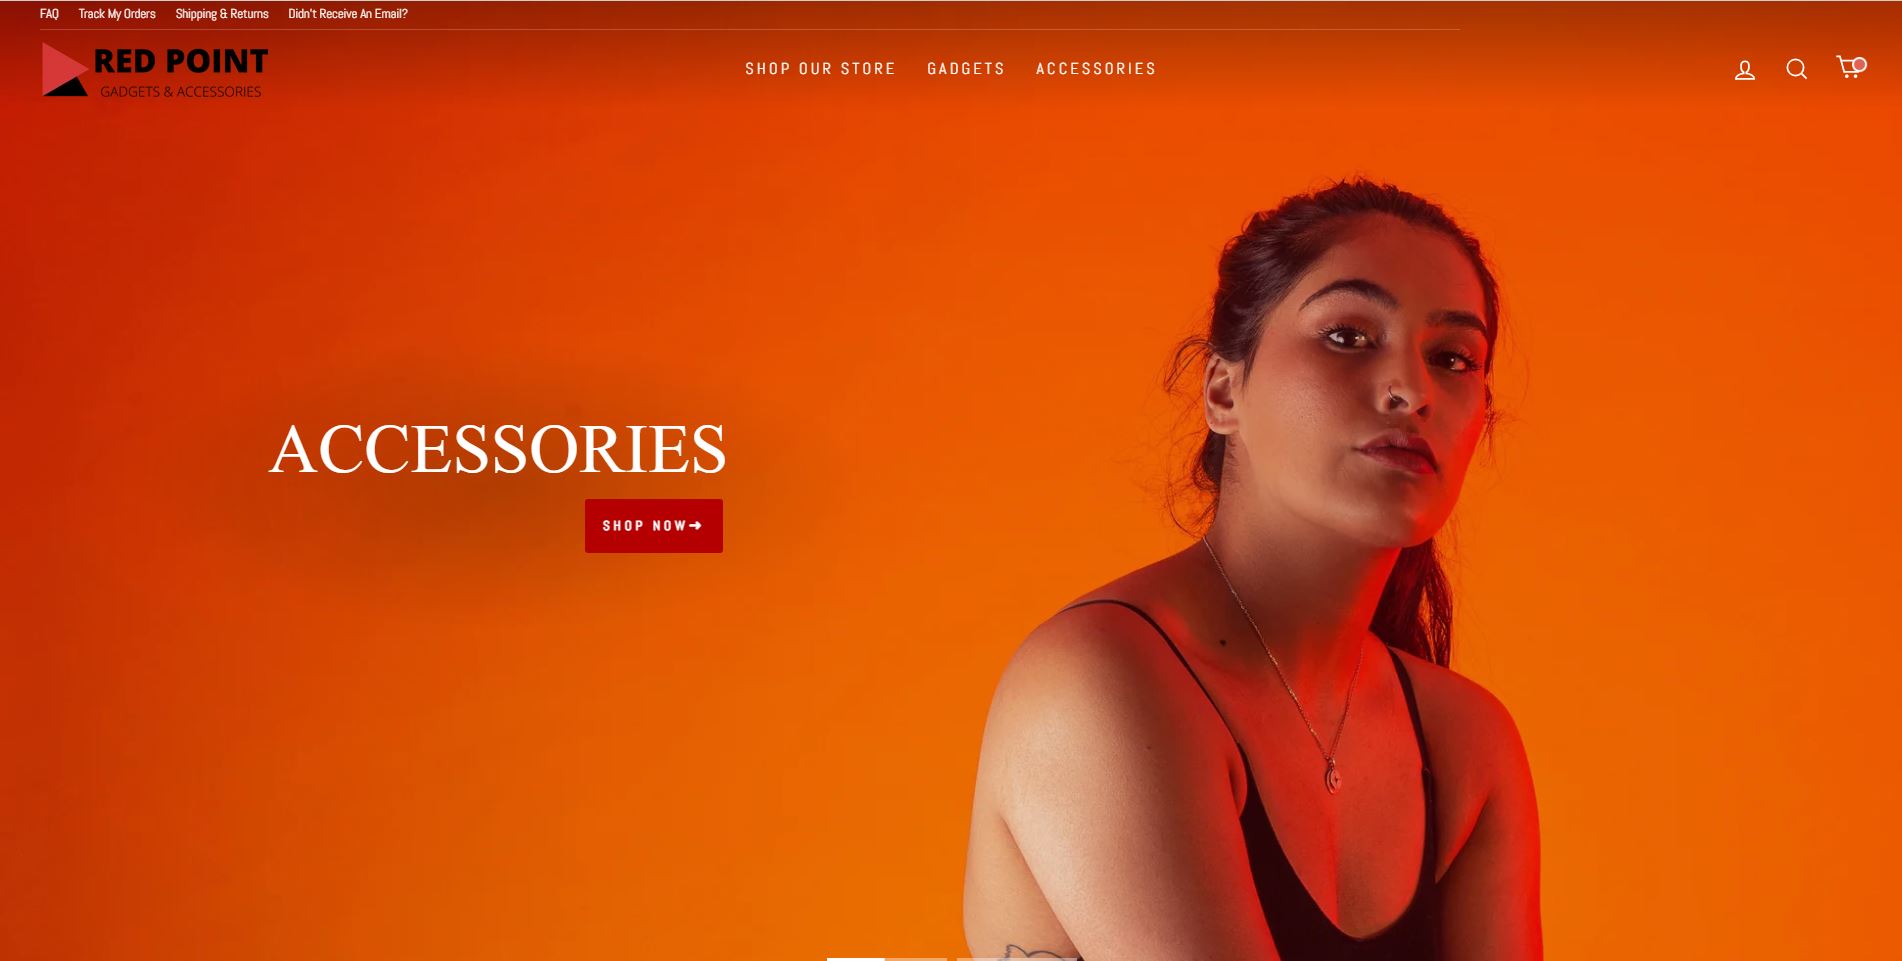 FAQ Track My Orders Shipping & Returns Didn't Receive An Email?
RED POINT
GADGETS & ACCESSORIES
SHOP OUR STORE GADGETS ACCESSORIES
ACCESSORIES
SHOP NOW➜